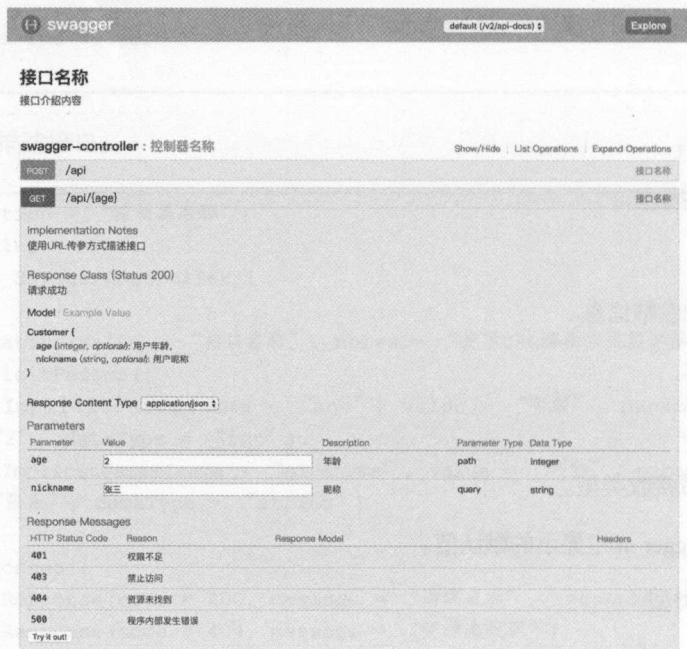 swagger
default (/v2/api-docs)
Explore
接口名称
接口介绍内容
swagger-controller : 控制器名称
Show/Hide List Operations Expand Operations
POST /api 接口名称
GET /api/{age} 接口名称
Implementation Notes
使用URL传参方式描述接口
Response Class (Status 200)
请求成功
Model Example Value
Customer {
age (integer, optional): 用户年龄,
nickname (string, optional): 用户昵称
}
Response Content Type application/json
Parameters
Parameter Value Description Parameter Type Data Type
age 2 年龄 path integer
nickname 张三 昵称 query string
Response Messages
HTTP Status Code Reason Response Model Headers
401 权限不足
403 禁止访问
404 资源未找到
500 程序内部发生错误
Try it out!